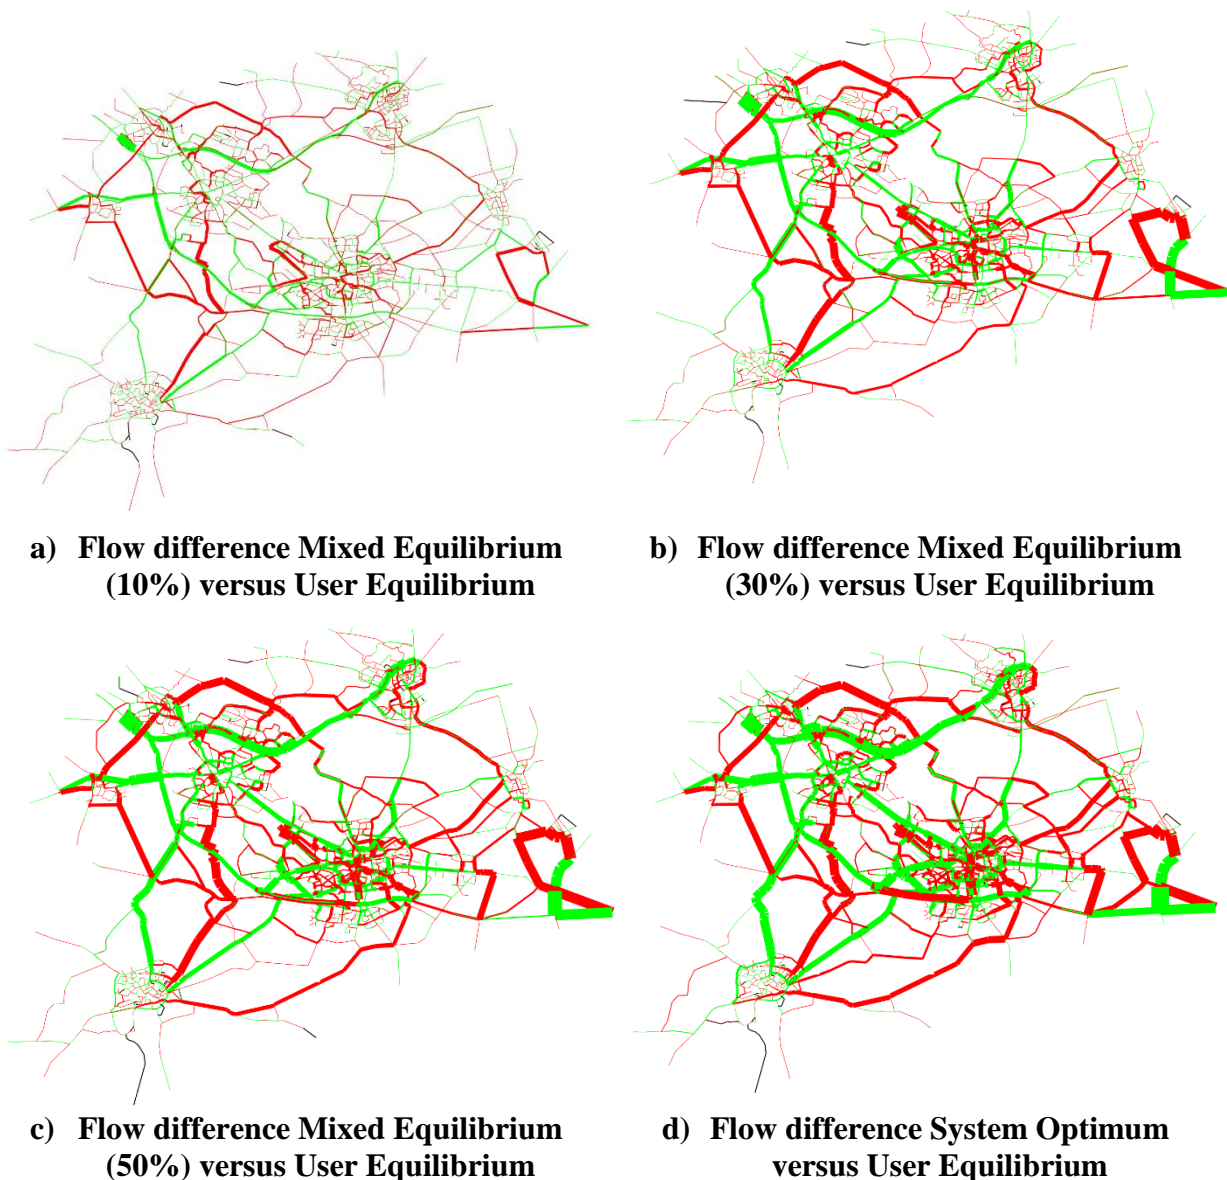 a) Flow difference Mixed Equilibrium
(10%) versus User Equilibrium
b) Flow difference Mixed Equilibrium
(30%) versus User Equilibrium
c) Flow difference Mixed Equilibrium
(50%) versus User Equilibrium
d) Flow difference System Optimum
versus User Equilibrium